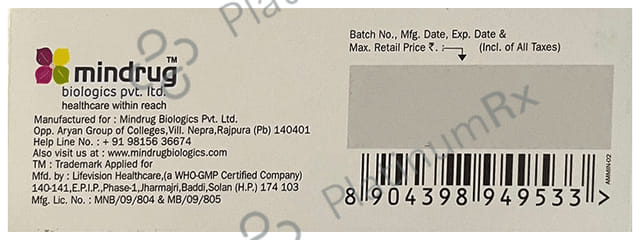 mindrug™
biologics pvt. ltd.
healthcare within reach
Manufactured for : Mindrug Biologics Pvt. Ltd.
Opp. Aryan Group of Colleges,Vill. Nepra,Rajpura (Pb) 140401
Help Line No. : + 91 98156 36674
Also visit us at : www.mindrugbiologics.com
TM : Trademark Applied for
Mfd. by : Lifevision Healthcare,(a WHO-GMP Certified Company)
140-141,E.P.I.P.,Phase-1,Jharmajri,Baddi,Solan (H.P.) 174 103
Mfg. Lic. No. : MNB/09/804 & MB/09/805
Batch No., Mfg. Date, Exp. Date &
Max. Retail Price ₹. : (Incl. of All Taxes)
8 904398 949533 >
AMMIN-02
PlatinumRx